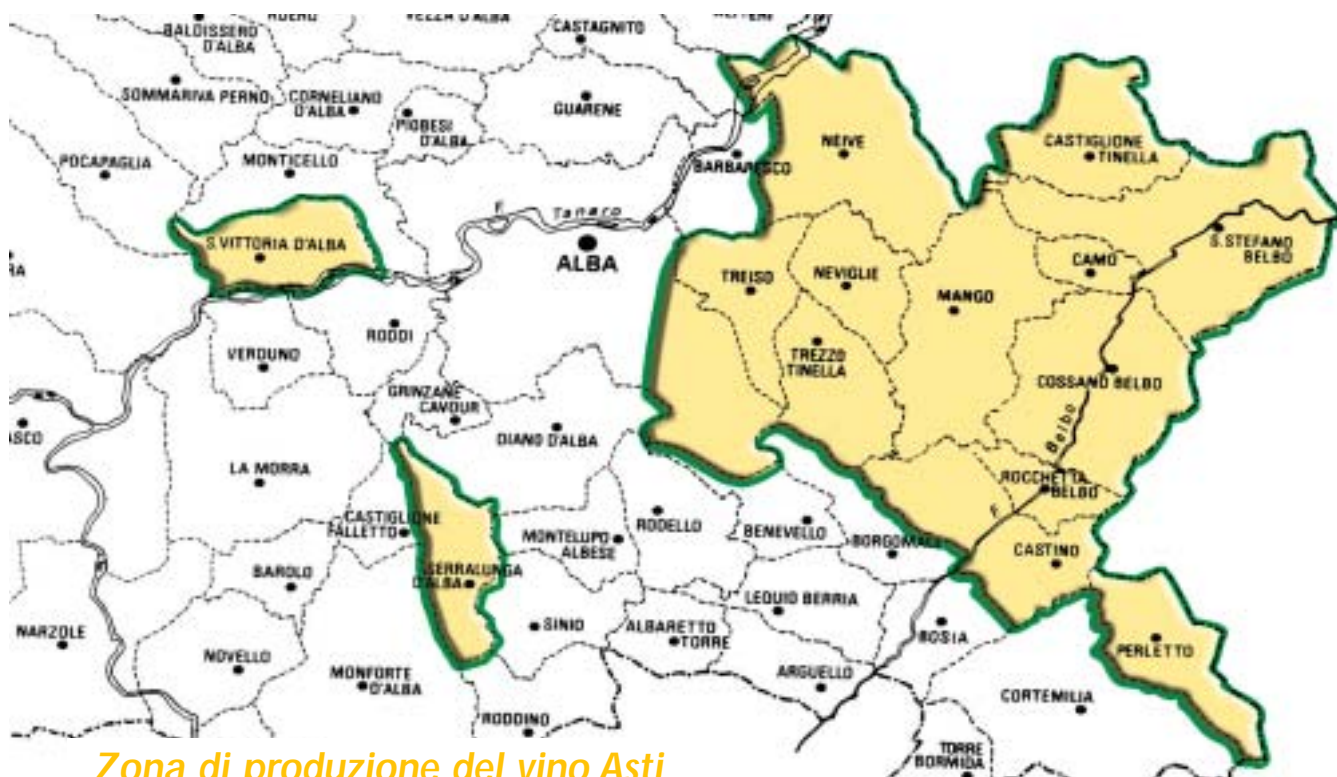 BALDISSERO
D'ALBA
VEZZA D'ALBA
CASTAGNITO
SOMMARIVA PERNO
CORNELIANO
D'ALBA
PIOBESI
D'ALBA
GUARENE
NEIVE
CASTIGLIONE
TINELLA
POCAPAGLIA
MONTICELLO
BARBARESCO
F. Tanaro
S. VITTORIA D'ALBA
ALBA
TREISO
NEVIGLIE
MANGO
CAMO
S. STEFANO
BELBO
VERDUNO
RODDI
TREZZO
TINELLA
COSSANO BELBO
GRINZANE
CAVOUR
DIANO D'ALBA
F. Belbo
LA MORRA
ROCCHETTA
BELBO
CASTIGLIONE
FALLETTO
MONTELUPO
ALBESE
RODELLO
BENEVELLO
BORGOMALE
CASTINO
BAROLO
SERRALUNGA
D'ALBA
LEQUIO BERRIA
NARZOLE
NOVELLO
SINIO
ALBARETTO
TORRE
BOSIA
PERLETTO
MONFORTE
D'ALBA
ARGUELLO
CORTEMILIA
RODDINO
TORRE
BORMIDA
Zona di produzione del vino Asti